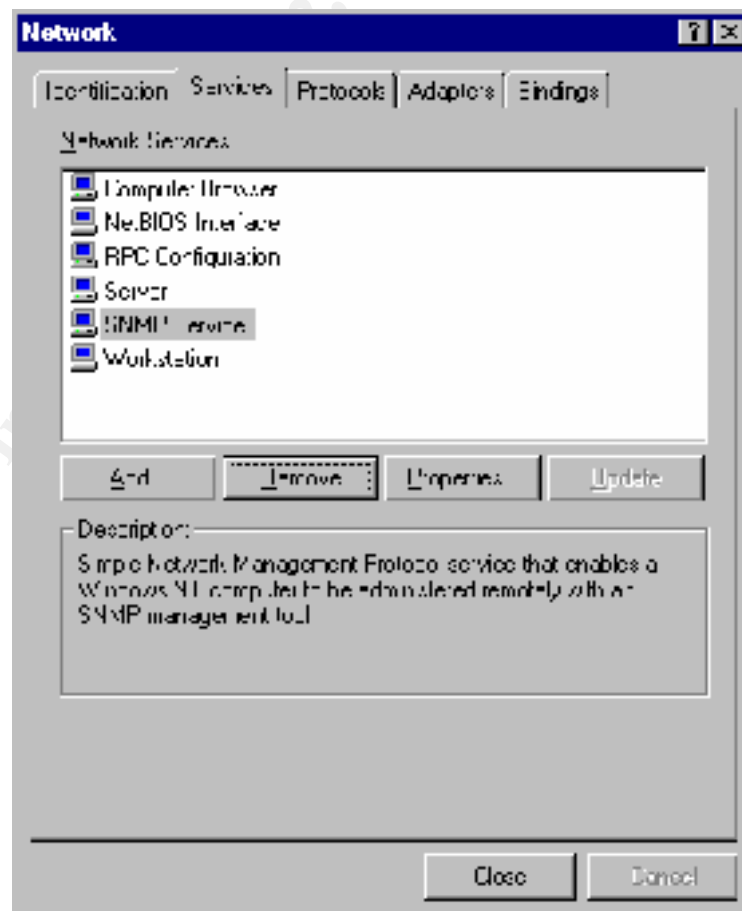 Network
Identification Services Protocols Adapters Bindings
Network Services
Computer Browser
NetBIOS Interface
RPC Configuration
Server
SNMP Service
Workstation
Add Remove Properties Update
Description:
Simple Network Management Protocol service that enables a
Windows NT computer to be administered remotely with an
SNMP management tool
Close Cancel